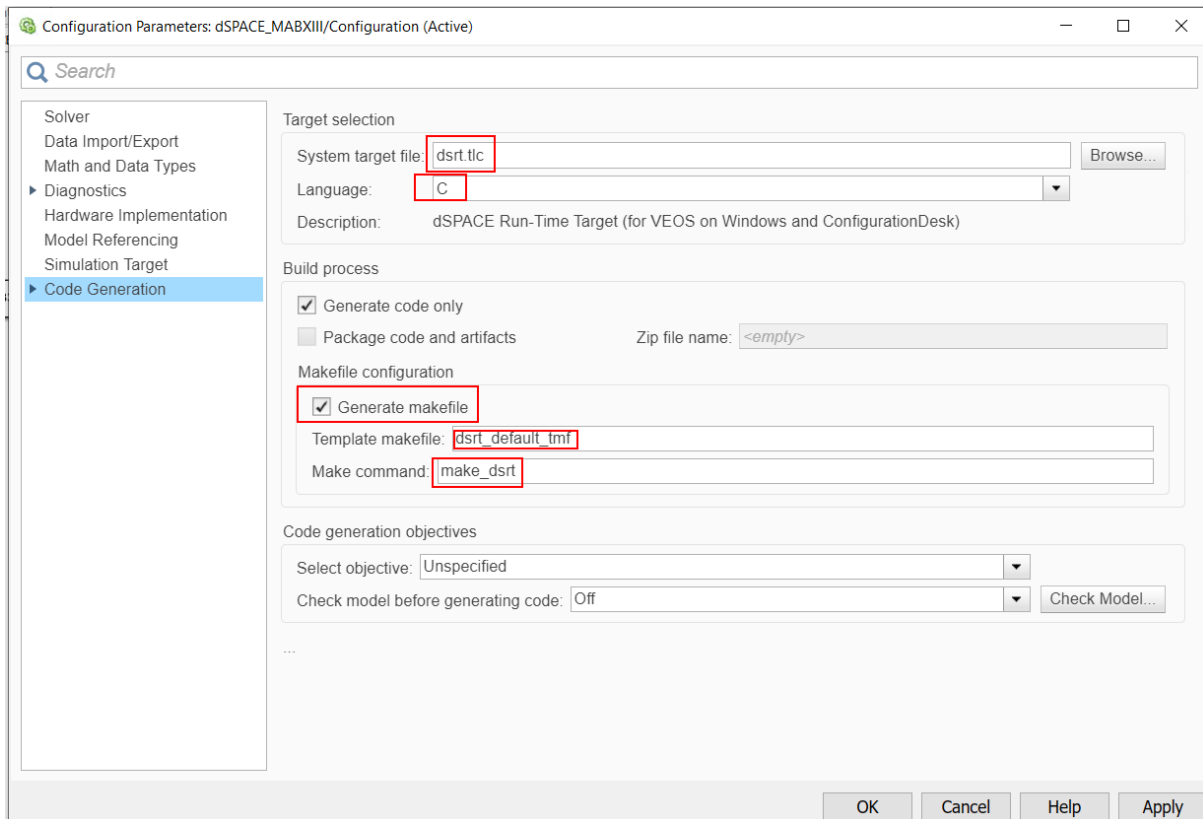 Configuration Parameters: dSPACE_MABXIII/Configuration (Active)
Search
Solver
Data Import/Export
Math and Data Types
Diagnostics
Hardware Implementation
Model Referencing
Simulation Target
Code Generation
Target selection
System target file: dsrt.tlc Browse...
Language: C
Description: dSPACE Run-Time Target (for VEOS on Windows and ConfigurationDesk)
Build process
Generate code only
Package code and artifacts Zip file name: <empty>
Makefile configuration
Generate makefile
Template makefile: dsrt_default_tmf
Make command: make_dsrt
Code generation objectives
Select objective: Unspecified
Check model before generating code: Off Check Model...
...
OK Cancel Help Apply